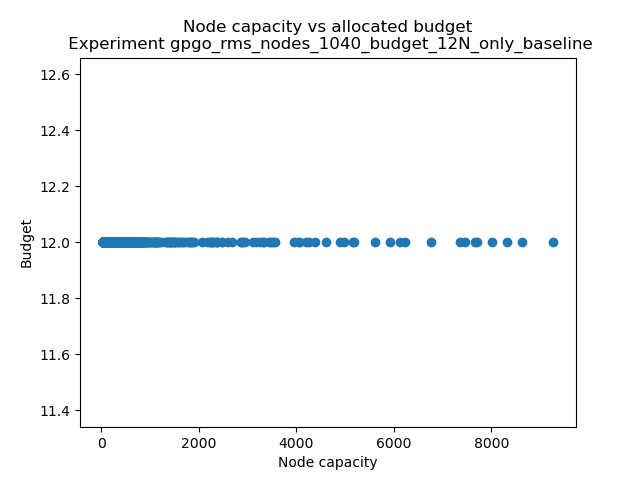 Node capacity vs allocated budget
Experiment gpgo_rms_nodes_1040_budget_12N_only_baseline
12.6
12.4
12.2
12.0
11.8
11.6
11.4
Budget
0 2000 4000 6000 8000
Node capacity